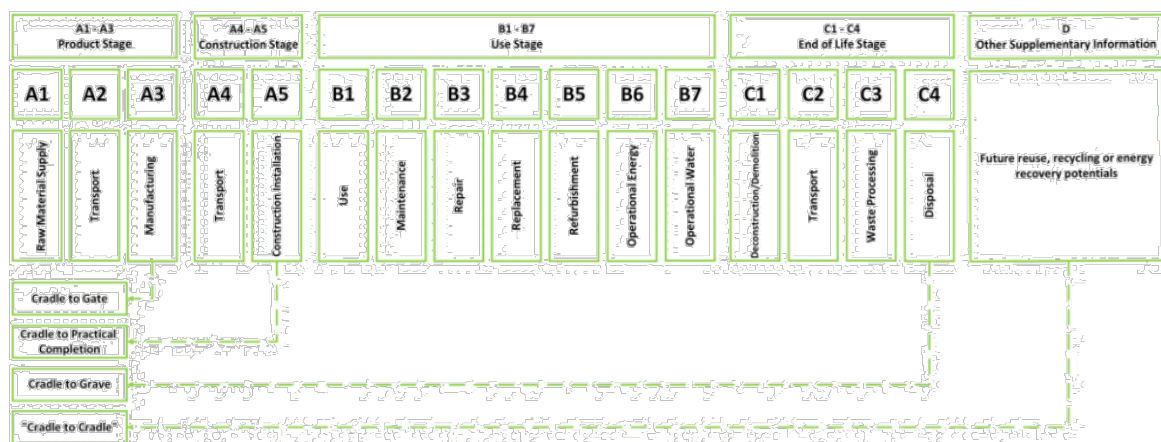 A1 - A3
Product Stage
A4 - A5
Construction Stage
B1 - B7
Use Stage
C1 - C4
End of Life Stage
D
Other Supplementary Information
A1
A2
A3
A4
A5
B1
B2
B3
B4
B5
B6
B7
C1
C2
C3
C4
Raw Material Supply
Transport
Manufacturing
Transport
Construction Installation
Use
Maintenance
Repair
Replacement
Refurbishment
Operational Energy
Operational Water
Deconstruction/Demolition
Transport
Waste Processing
Disposal
Future reuse, recycling or energy
recovery potentials
Cradle to Gate
Cradle to Practical
Completion
Cradle to Grave
"Cradle to Cradle"